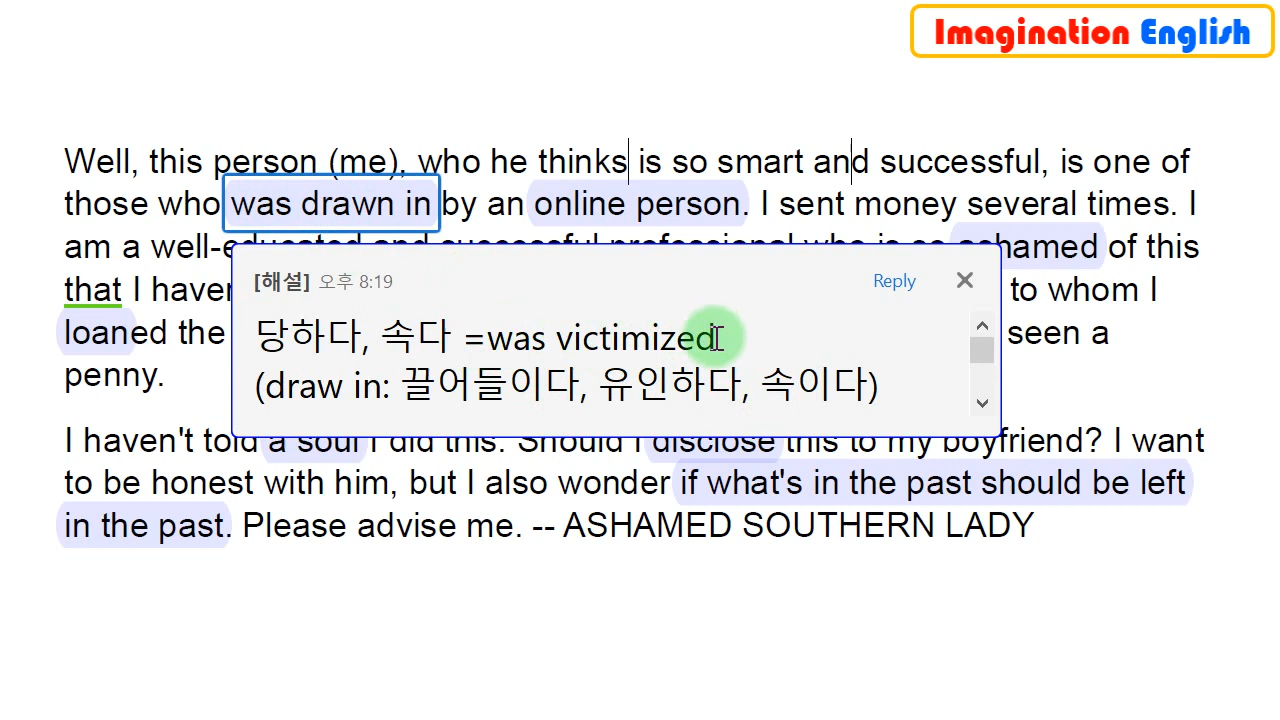 Imagination English
Well, this person (me), who he thinks is so smart and successful, is one of
those who was drawn in by an online person. I sent money several times. I
am a well-educated and successful professional who is so ashamed of this
that I haven to whom I
loaned the seen a
penny.
[해설] 오후 8:19 Reply
당하다, 속다 =was victimized
(draw in: 끌어들이다, 유인하다, 속이다)
I haven't told a soul I did this. Should I disclose this to my boyfriend? I want
to be honest with him, but I also wonder if what's in the past should be left
in the past. Please advise me. -- ASHAMED SOUTHERN LADY